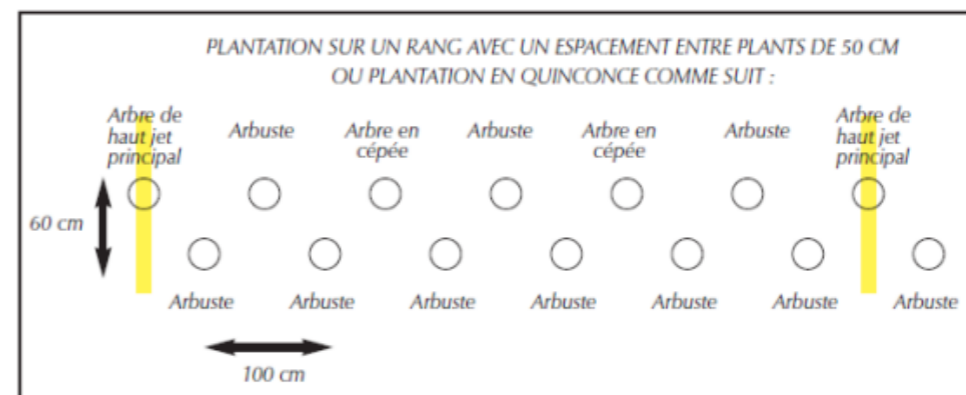 PLANTATION SUR UN RANG AVEC UN ESPACEMENT ENTRE PLANTS DE 50 CM
OU PLANTATION EN QUINCONCE COMME SUIT :
Arbre de
haut jet
principal
Arbuste
Arbre en
cépée
Arbuste
Arbre en
cépée
Arbuste
Arbre de
haut jet
principal
60 cm
Arbuste
Arbuste
Arbuste
Arbuste
Arbuste
Arbuste
Arbuste
100 cm